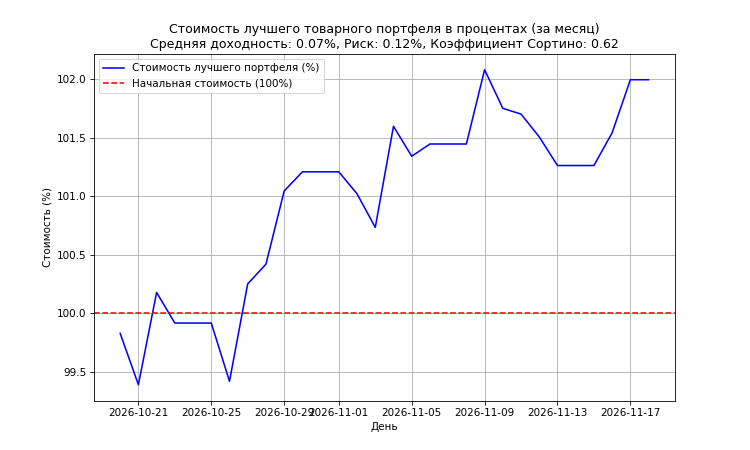 Стоимость лучшего товарного портфеля в процентах (за месяц)
Средняя доходность: 0.07%, Риск: 0.12%, Коэффициент Сортино: 0.62
Стоимость лучшего портфеля (%)
Начальная стоимость (100%)
Стоимость (%)
102.0
101.5
101.0
100.5
100.0
99.5
2026-10-21 2026-10-25 2026-10-29 2026-11-01 2026-11-05 2026-11-09 2026-11-13 2026-11-17
День